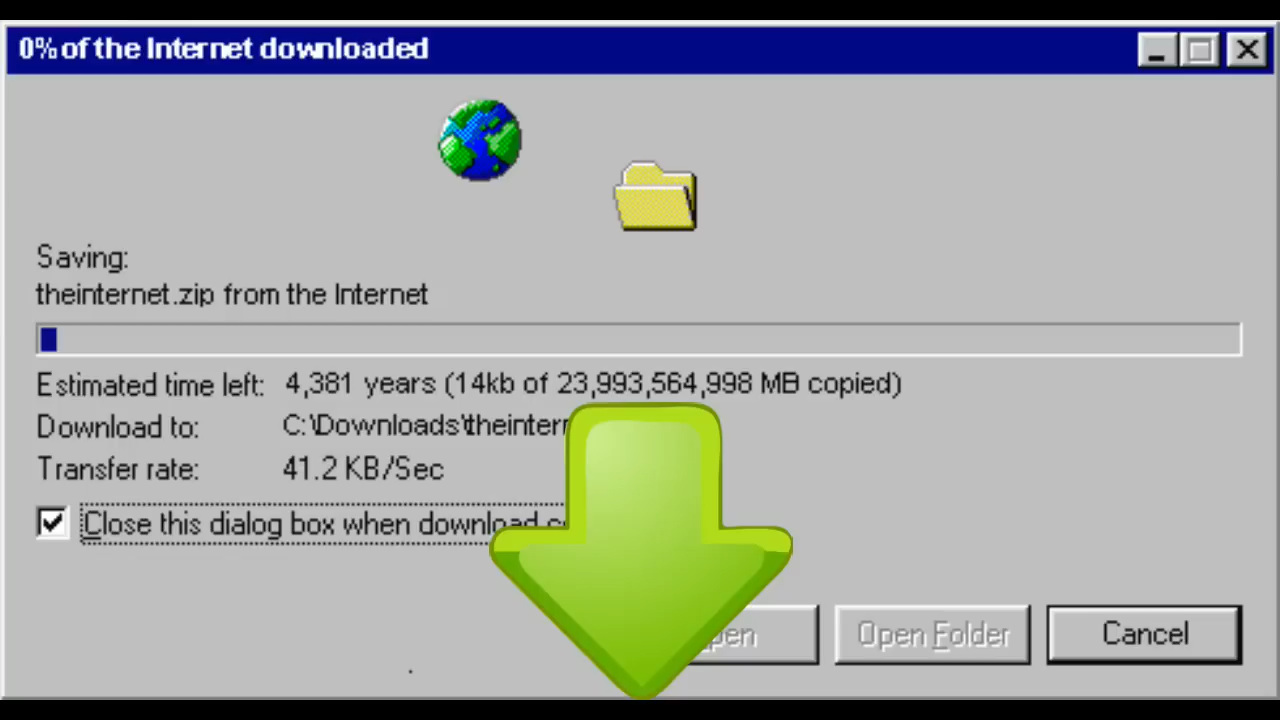 0% of the Internet downloaded
Saving:
theinternet.zip from the Internet
Estimated time left: 4,381 years (14kb of 23,993,564,998 MB copied)
Download to: C:\Downloads\theintern
Transfer rate: 41.2 KB/Sec
Close this dialog box when download
Open Folder
Cancel